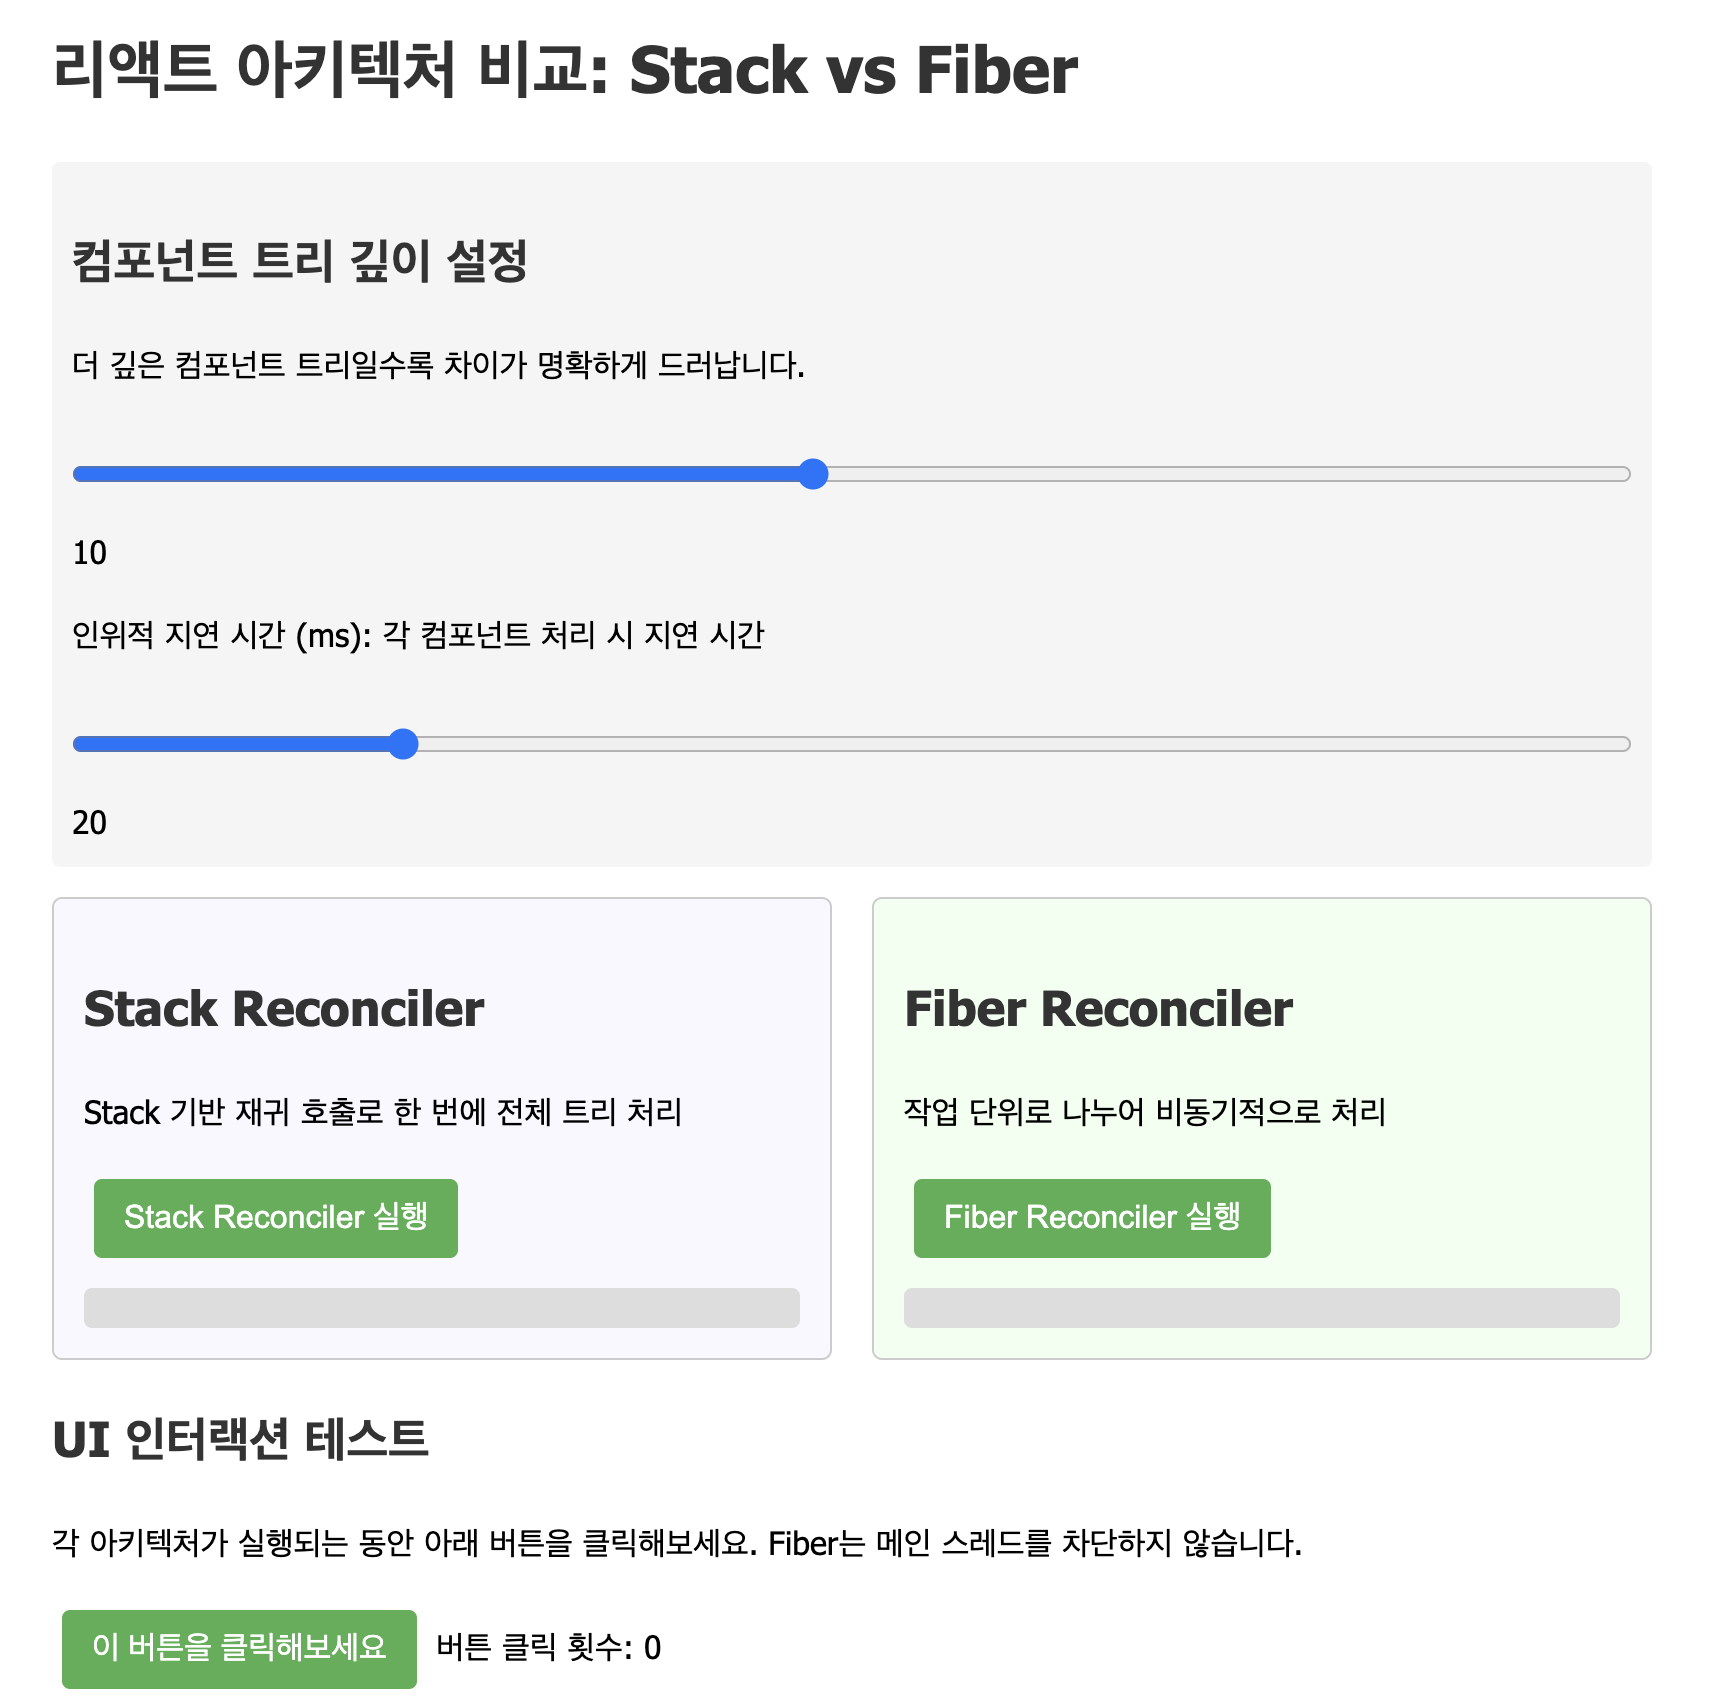 리액트 아키텍처 비교: Stack vs Fiber
컴포넌트 트리 깊이 설정
더 깊은 컴포넌트 트리일수록 차이가 명확하게 드러납니다.
10
인위적 지연 시간 (ms): 각 컴포넌트 처리 시 지연 시간
20
Stack Reconciler
Stack 기반 재귀 호출로 한 번에 전체 트리 처리
Stack Reconciler 실행
Fiber Reconciler
작업 단위로 나누어 비동기적으로 처리
Fiber Reconciler 실행
UI 인터랙션 테스트
각 아키텍처가 실행되는 동안 아래 버튼을 클릭해보세요. Fiber는 메인 스레드를 차단하지 않습니다.
이 버튼을 클릭해보세요 버튼 클릭 횟수: 0